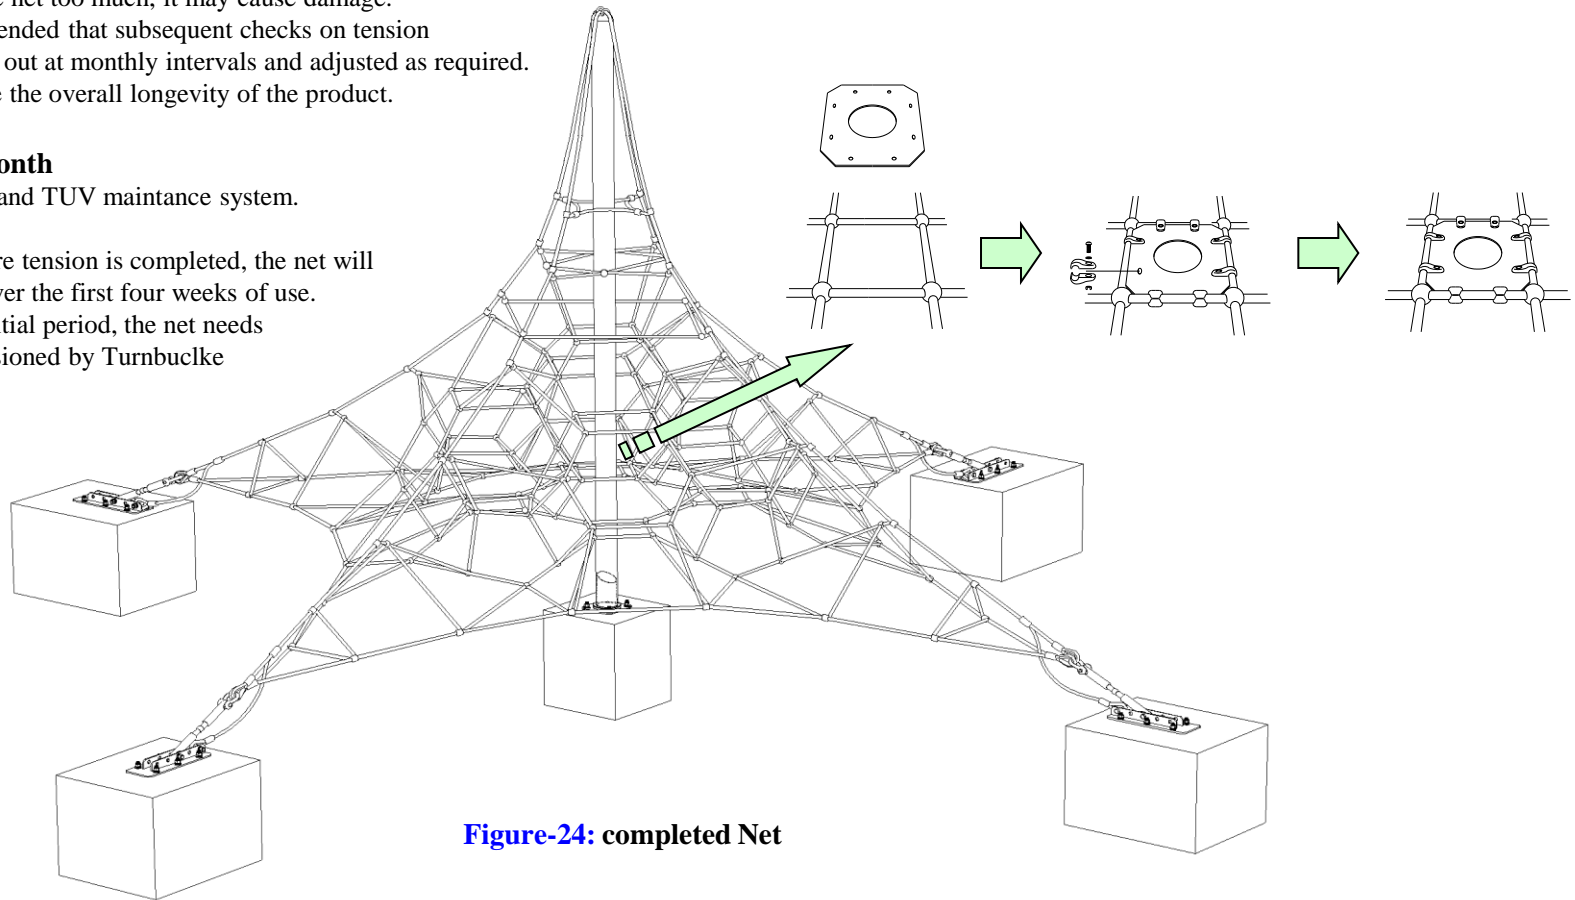 net too much, it may cause damage.
ended that subsequent checks on tension
out at monthly intervals and adjusted as required.
the overall longevity of the product.
onth
and TUV maintance system.
re tension is completed, the net will
ver the first four weeks of use.
itial period, the net needs
sioned by Turnbuclke
Figure-24: completed Net